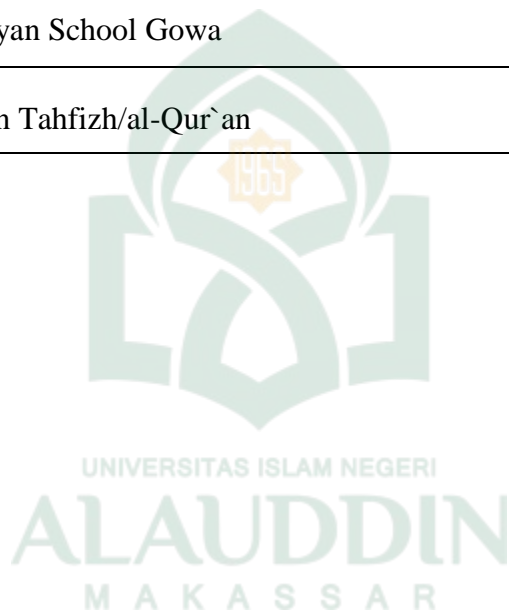 yan School Gowa
n Tahfizh/al-Qur`an
1965
UNIVERSITAS ISLAM NEGERI
ALAUDDIN
MAKASSAR